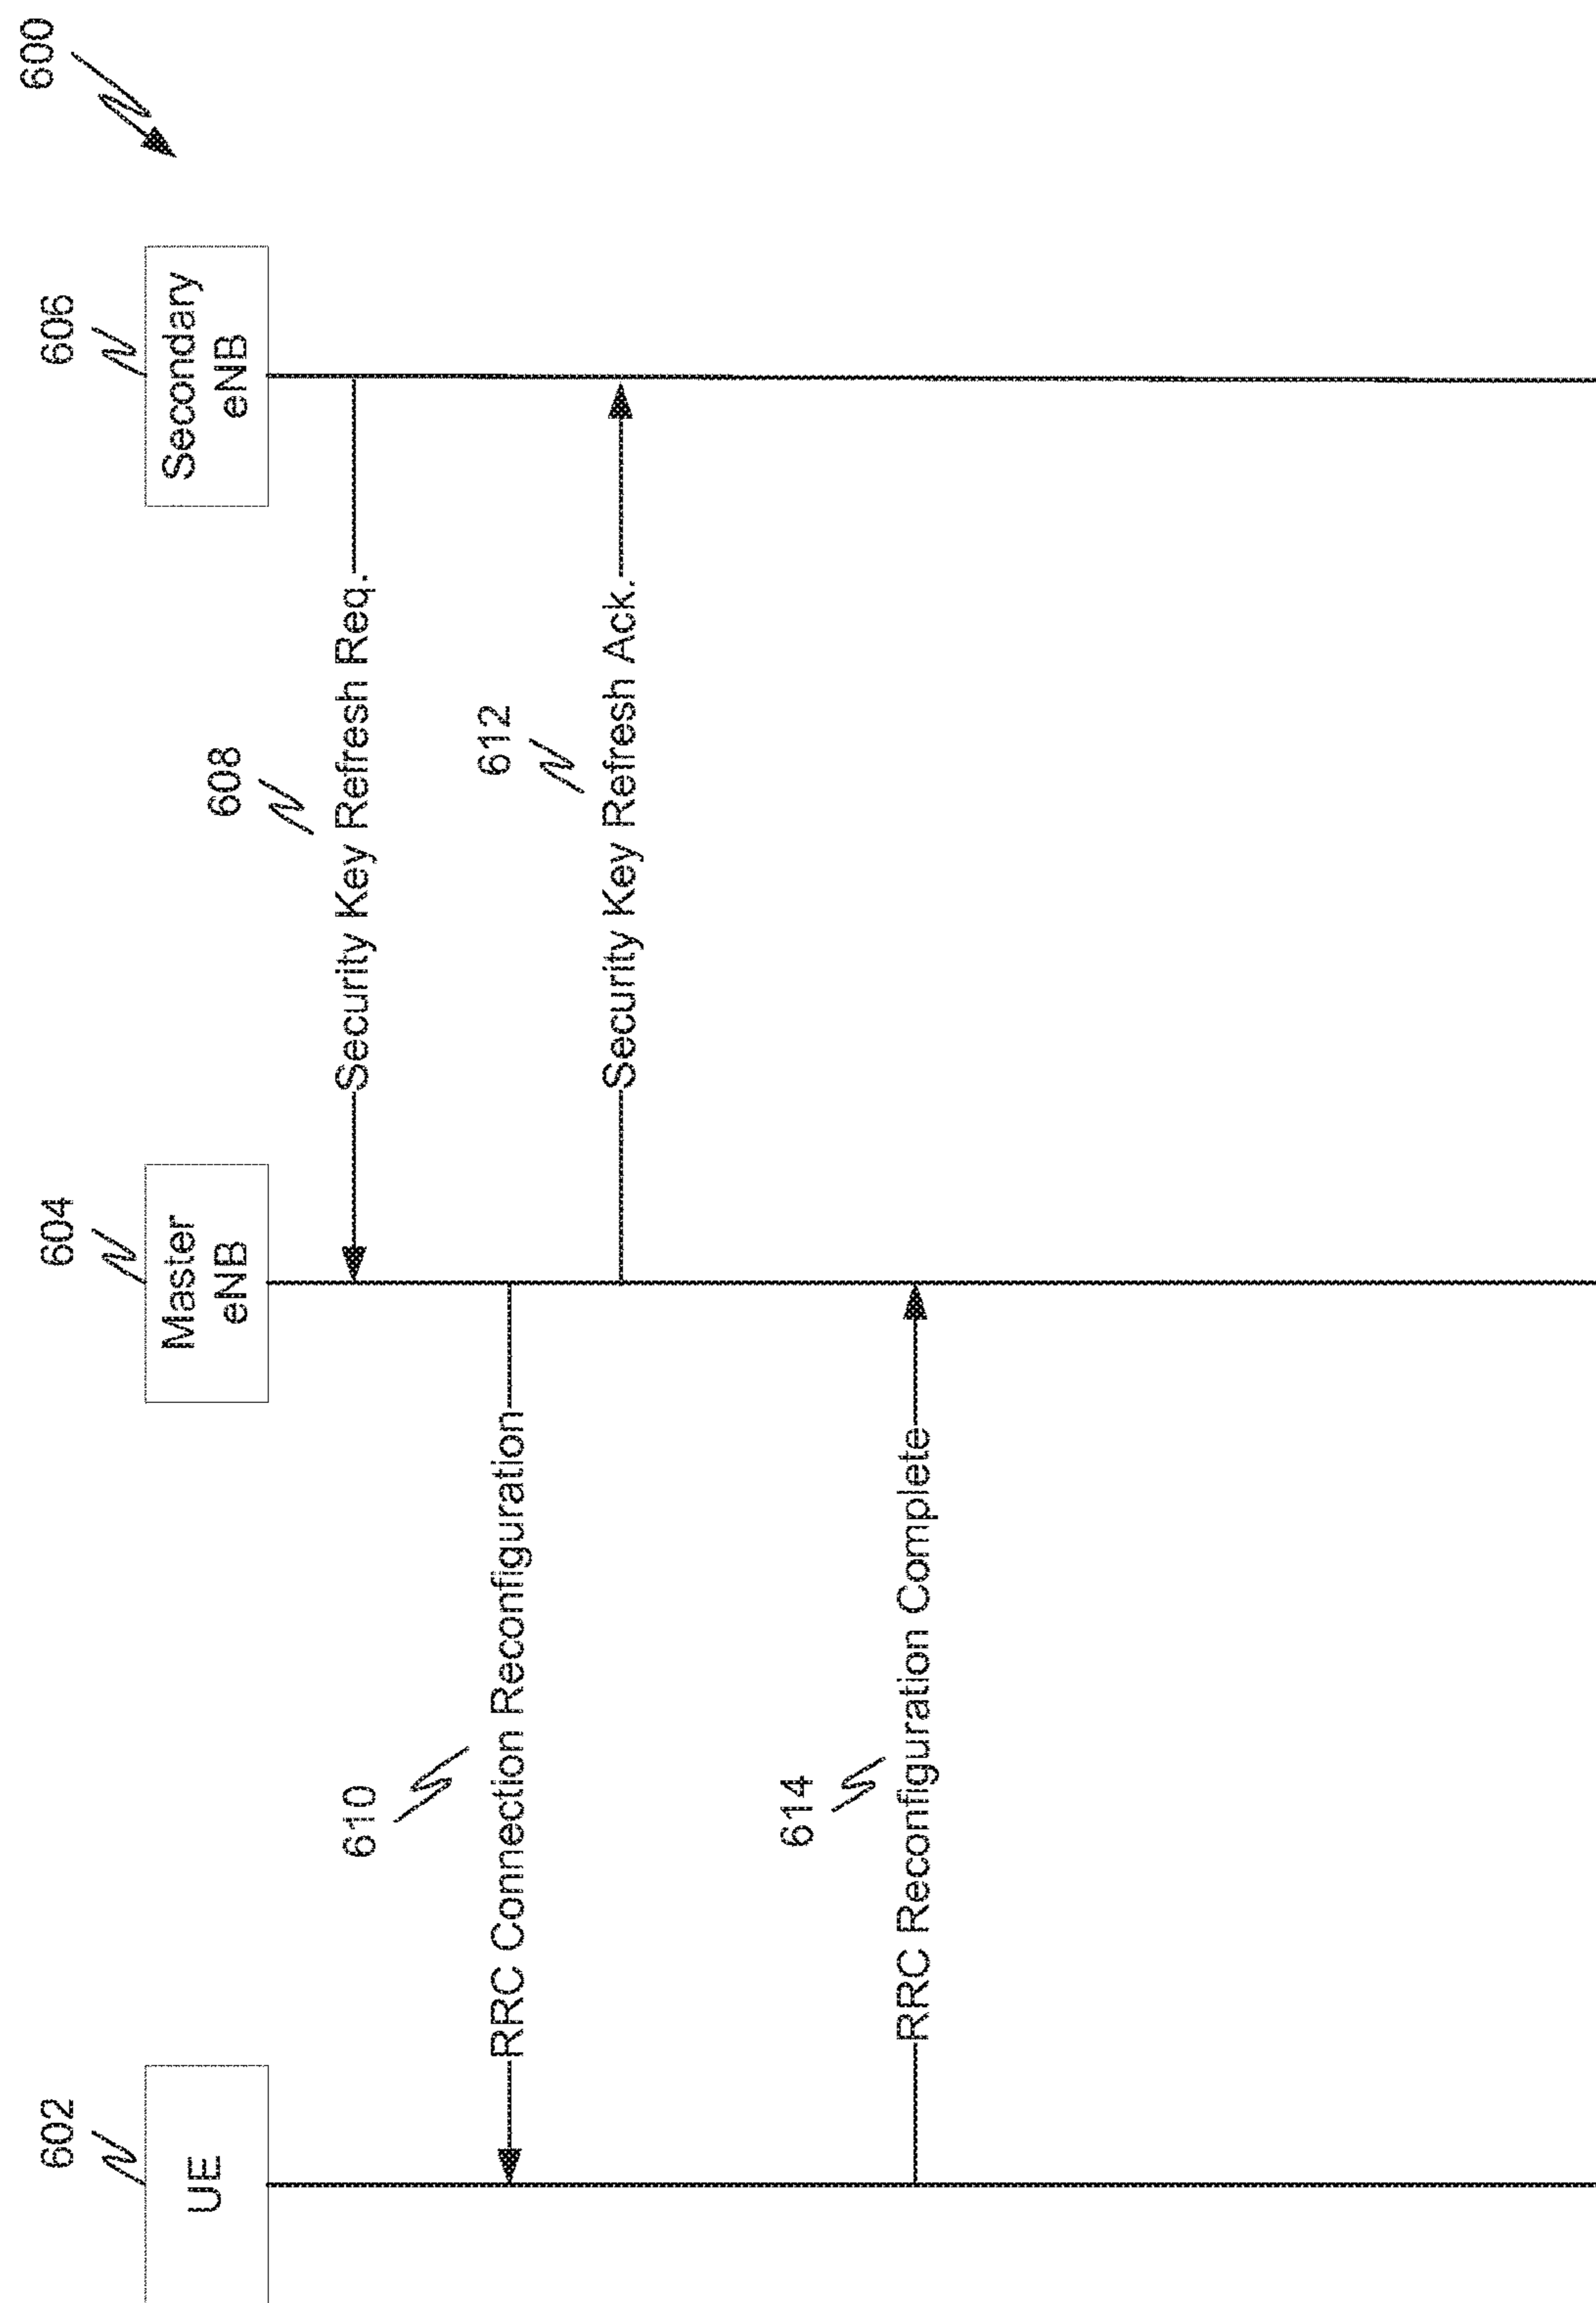 600
602
UE
604
Master
eNB
606
Secondary
eNB
608
Security Key Refresh Req.
610
RRC Connection Reconfiguration
612
Security Key Refresh Ack.
614
RRC Reconfiguration Complete